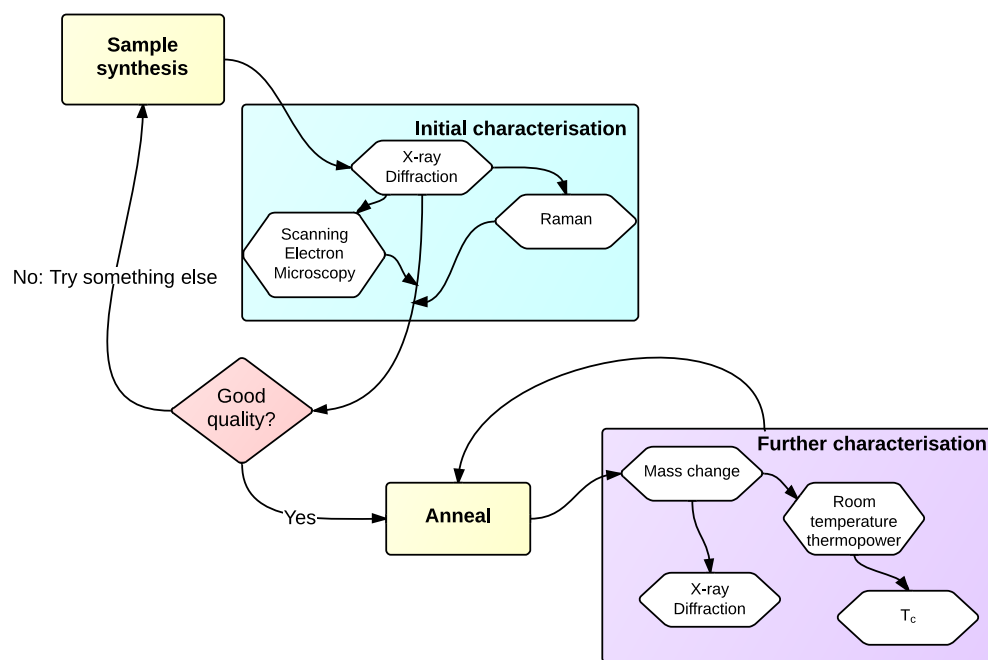 Sample
synthesis
Initial characterisation
X-ray
Diffraction
Raman
Scanning
Electron
Microscopy
No: Try something else
Good
quality?
Yes
Anneal
Further characterisation
Mass change
Room
temperature
thermopower
X-ray
Diffraction
Tc